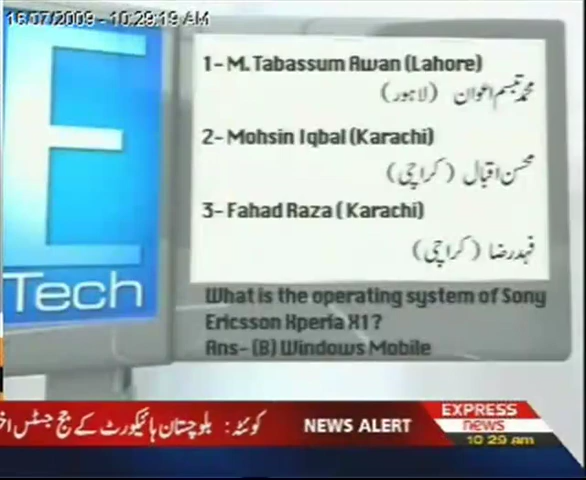 16/07/2009 - 10:29:19 AM
E
Tech
1- M. Tabassum Awan (Lahore)
محمد تبسم اعوان (لاہور)
2- Mohsin Iqbal (Karachi)
محسن اقبال (کراچی)
3- Fahad Raza (Karachi)
فہد رضا (کراچی)
What is the operating system of Sony
Ericsson Xperia X1?
Ans- (B) Windows Mobile
کوئٹہ: بلوچستان ہائیکورٹ کے جج جسٹس اخ
NEWS ALERT
EXPRESS
news
10:29 am